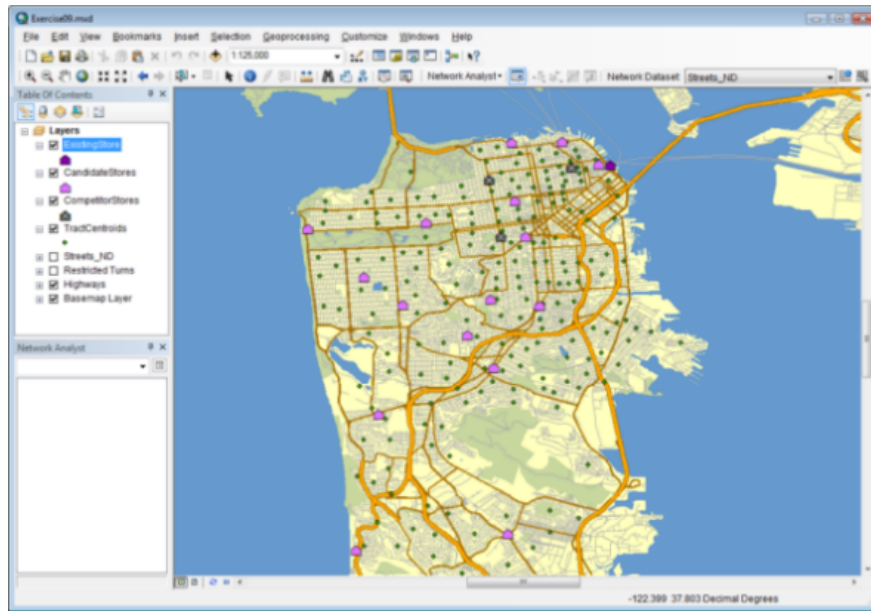 Exercise09.mxd
File Edit View Bookmarks Insert Selection Geoprocessing Customize Windows Help
1:125,000
Network Analyst Network Dataset: Streets_ND
Table Of Contents
Layers
ExistingStore
CandidateStores
CompetitorStores
TractCentroids
Streets_ND
Restricted Turns
Highways
Basemap Layer
Network Analyst
-122.399 37.803 Decimal Degrees